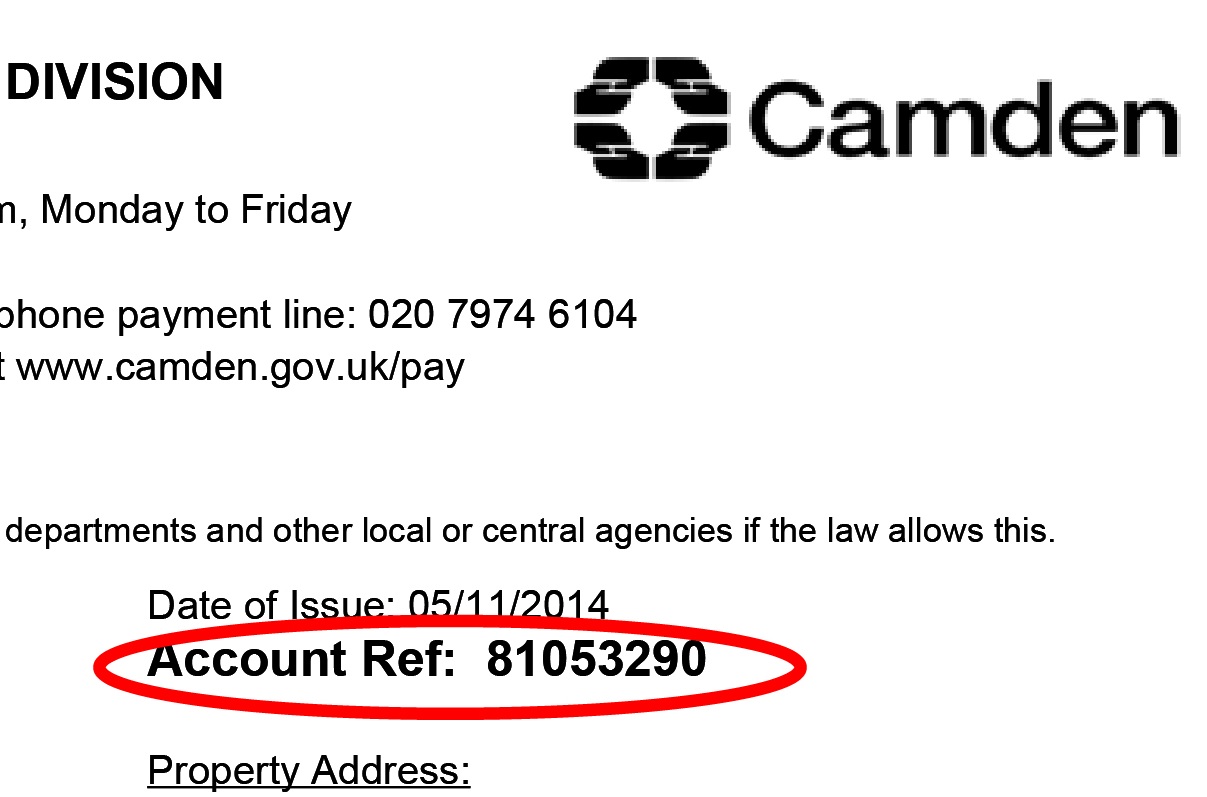 DIVISION
Camden
m, Monday to Friday
phone payment line: 020 7974 6104
t www.camden.gov.uk/pay
departments and other local or central agencies if the law allows this.
Date of Issue: 05/11/2014
Account Ref: 81053290
Property Address: